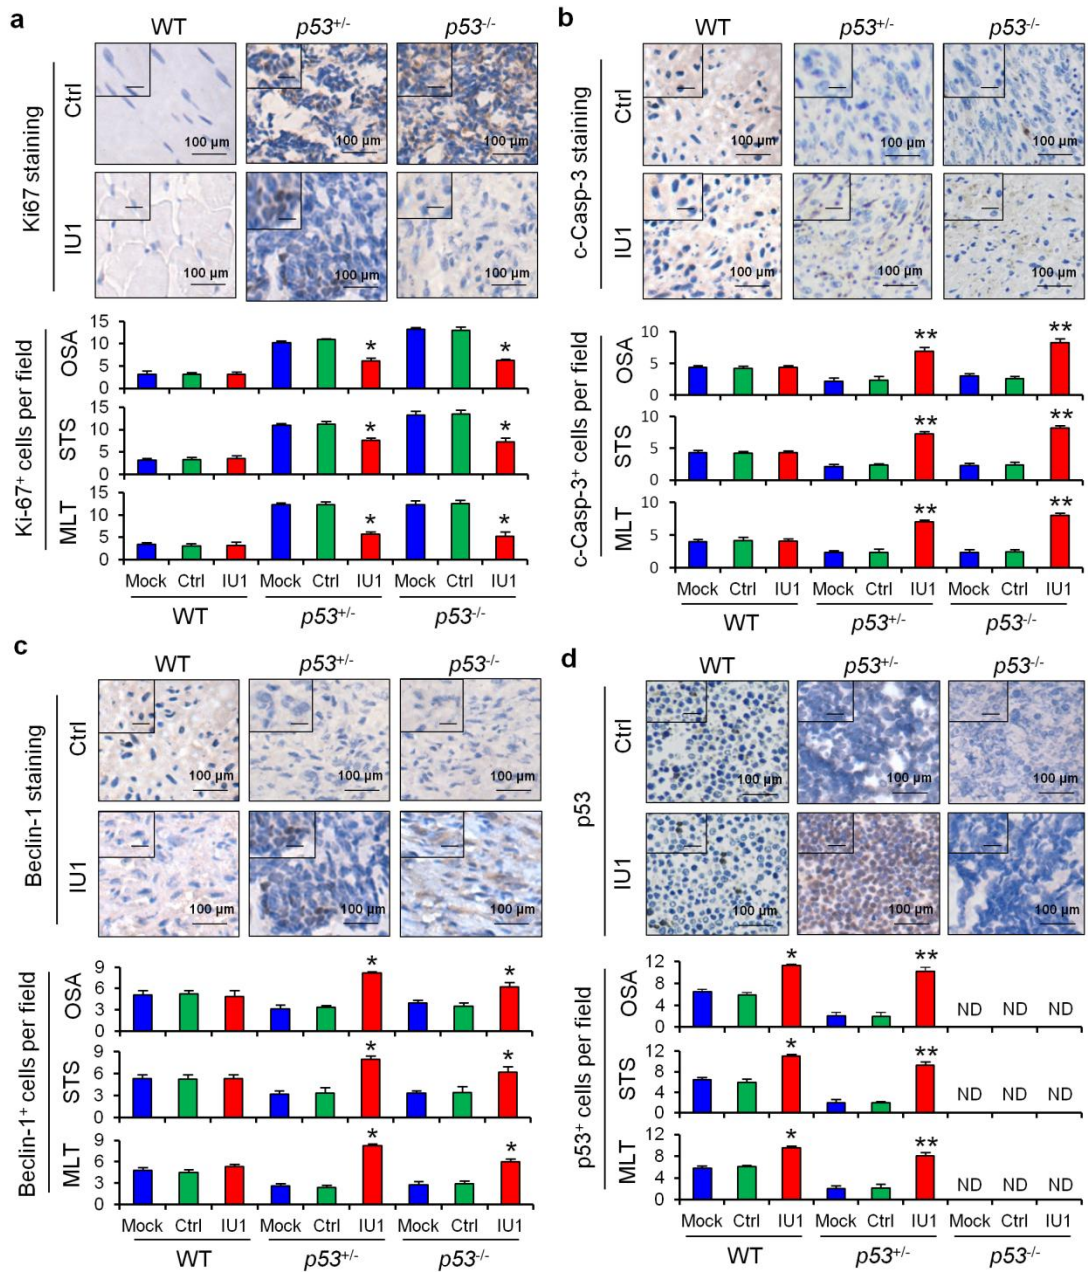 a
WT p53+/- p53-/-
Ki67 staining
Ctrl
100 µm 100 µm 100 µm
IU1
100 µm 100 µm 100 µm
Ki-67+ cells per field
OSA
15
10
5
0
* *
STS
15
10
5
0
* *
MLT
15
10
5
0
* *
Mock Ctrl IU1 Mock Ctrl IU1 Mock Ctrl IU1
WT p53+/- p53-/-
b
WT p53+/- p53-/-
c-Casp-3 staining
Ctrl
100 µm 100 µm 100 µm
IU1
100 µm 100 µm 100 µm
c-Casp-3+ cells per field
OSA
10
5
0
** **
STS
10
5
0
** **
MLT
10
5
0
** **
Mock Ctrl IU1 Mock Ctrl IU1 Mock Ctrl IU1
WT p53+/- p53-/-
c
WT p53+/- p53-/-
Beclin-1 staining
Ctrl
100 µm 100 µm 100 µm
IU1
100 µm 100 µm 100 µm
Beclin-1+ cells per field
OSA
9
6
3
0
* *
STS
9
6
3
0
* *
MLT
9
6
3
0
* *
Mock Ctrl IU1 Mock Ctrl IU1 Mock Ctrl IU1
WT p53+/- p53-/-
d
WT p53+/- p53-/-
p53
Ctrl
100 µm 100 µm 100 µm
IU1
100 µm 100 µm 100 µm
p53+ cells per field
OSA
12
8
4
0
* ** ND ND ND
STS
12
8
4
0
* ** ND ND ND
MLT
12
8
4
0
* ** ND ND ND
Mock Ctrl IU1 Mock Ctrl IU1 Mock Ctrl IU1
WT p53+/- p53-/-